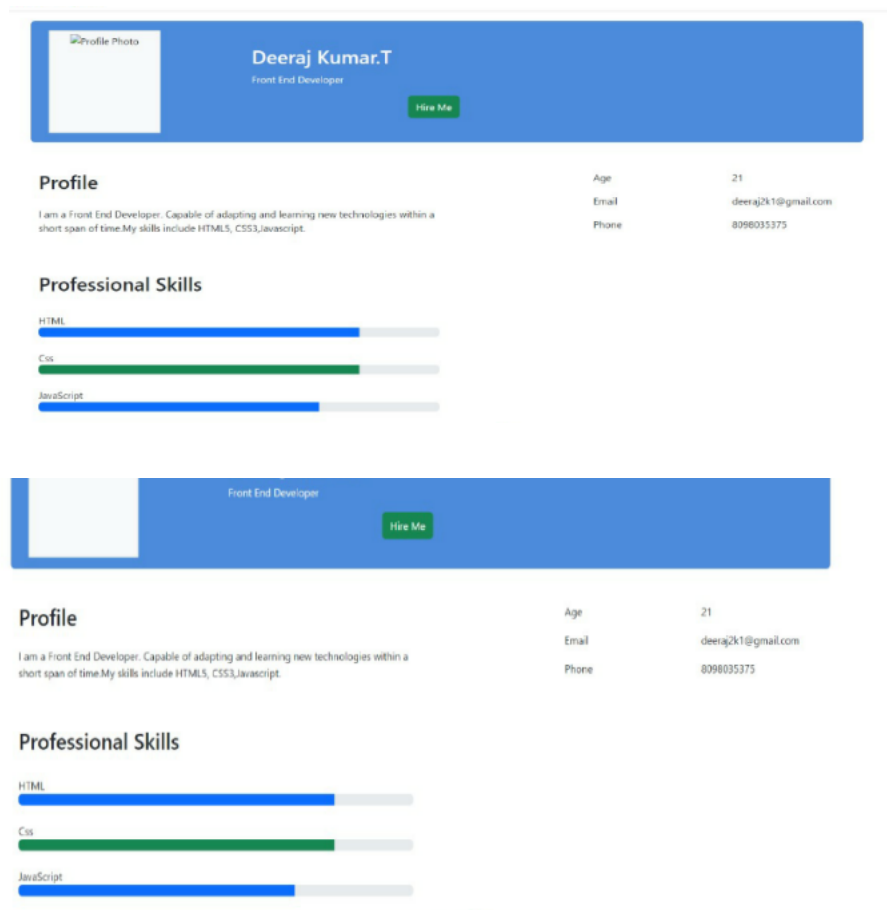 Profile Photo
Deeraj Kumar.T
Front End Developer
Hire Me
Profile
I am a Front End Developer. Capable of adapting and learning new technologies within a
short span of time.My skills include HTML5, CSS3,Javascript.
Age 21
Email deeraj2k1@gmail.com
Phone 8098035375
Professional Skills
HTML
Css
JavaScript
Front End Developer
Hire Me
Profile
I am a Front End Developer. Capable of adapting and learning new technologies within a
short span of time.My skills include HTML5, CSS3,Javascript.
Age 21
Email deeraj2k1@gmail.com
Phone 8098035375
Professional Skills
HTML
Css
JavaScript